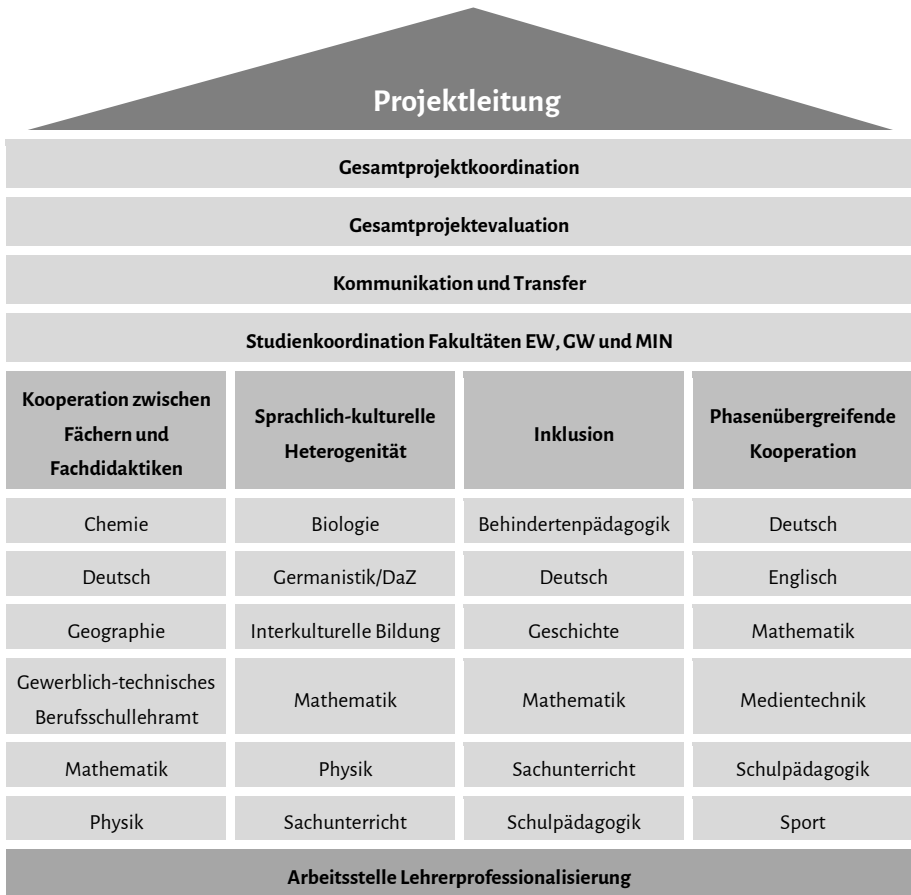 Projektleitung
Gesamtprojektkoordination
Gesamtprojektevaluation
Kommunikation und Transfer
Studienkoordination Fakultäten EW, GW und MIN
Kooperation zwischen
Fächern und
Fachdidaktiken
Sprachlich-kulturelle
Heterogenität
Inklusion
Phasenübergreifende
Kooperation
Chemie
Biologie
Behindertenpädagogik
Deutsch
Deutsch
Germanistik/DaZ
Deutsch
Englisch
Geographie
Interkulturelle Bildung
Geschichte
Mathematik
Gewerblich-technisches
Berufsschullehramt
Mathematik
Mathematik
Medientechnik
Mathematik
Physik
Sachunterricht
Schulpädagogik
Physik
Sachunterricht
Schulpädagogik
Sport
Arbeitsstelle Lehrerprofessionalisierung